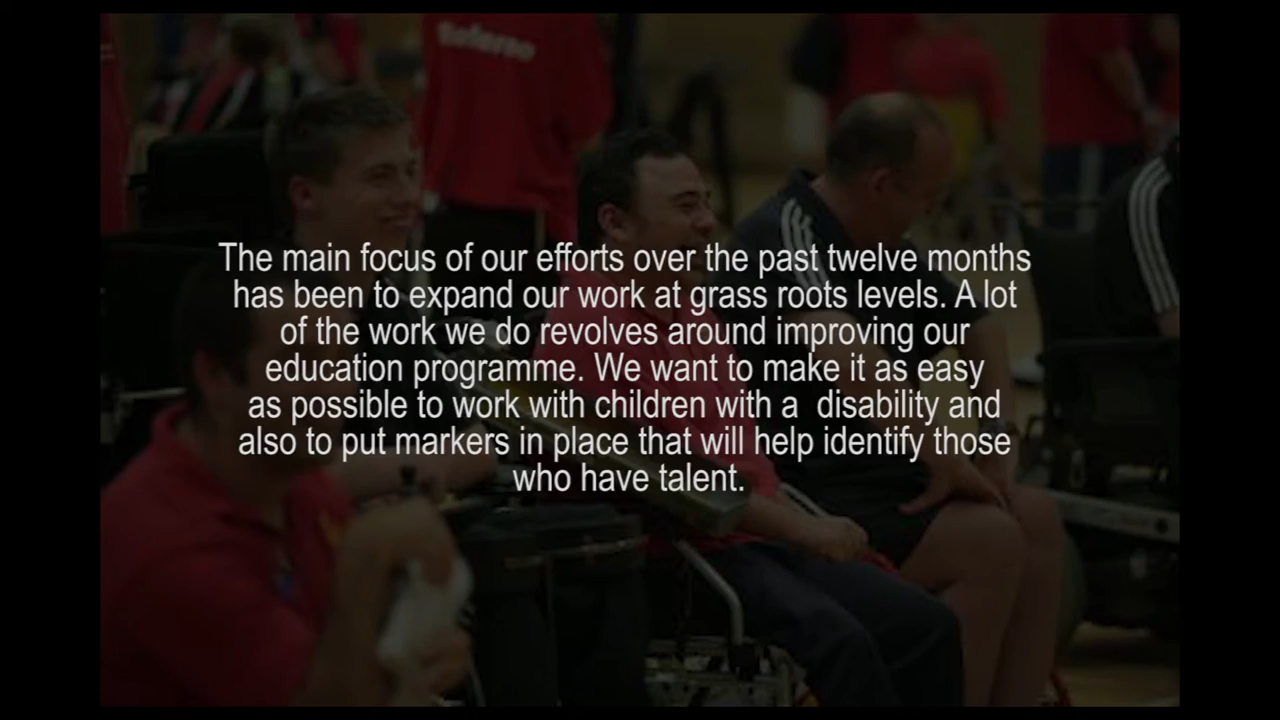 Referee
The main focus of our efforts over the past twelve months
has been to expand our work at grass roots levels. A lot
of the work we do revolves around improving our
education programme. We want to make it as easy
as possible to work with children with a  disability and
also to put markers in place that will help identify those
who have talent.